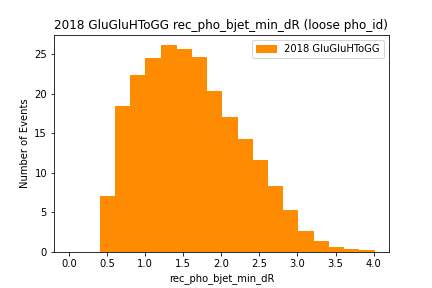 2018 GluGluHToGG rec_pho_bjet_min_dR (loose pho_id)
2018 GluGluHToGG
Number of Events
25
20
15
10
5
0
0.0 0.5 1.0 1.5 2.0 2.5 3.0 3.5 4.0
rec_pho_bjet_min_dR